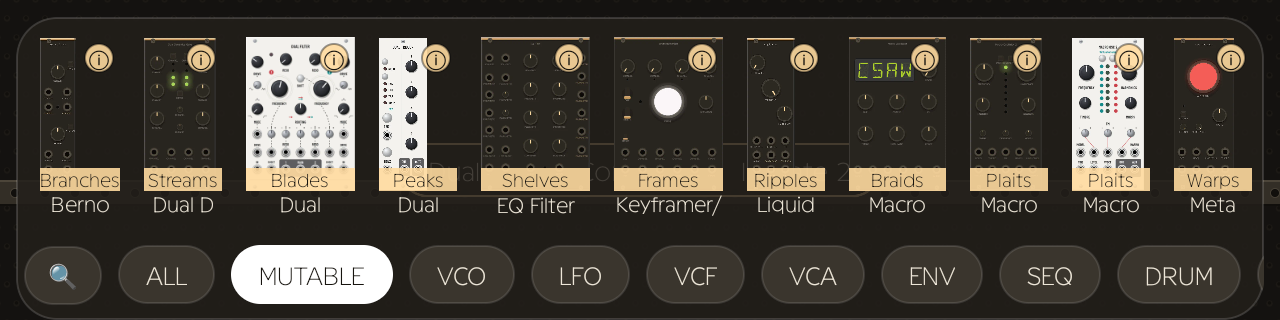 CSAW
Branches Streams Blades Peaks Shelves Frames Ripples Braids Plaits Plaits Warps
Berno Dual D Dual Dual EQ Filter Keyframer/ Liquid Macro Macro Macro Meta
ALL MUTABLE VCO LFO VCF VCA ENV SEQ DRUM